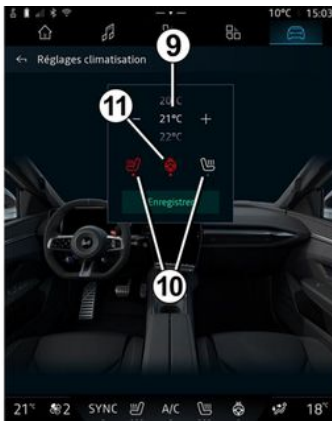 10°C 15:03
Réglages climatisation
9
20°C
11
- 21°C +
22°C
Enregistrer
10
21° 2 SYNC A/C 18°